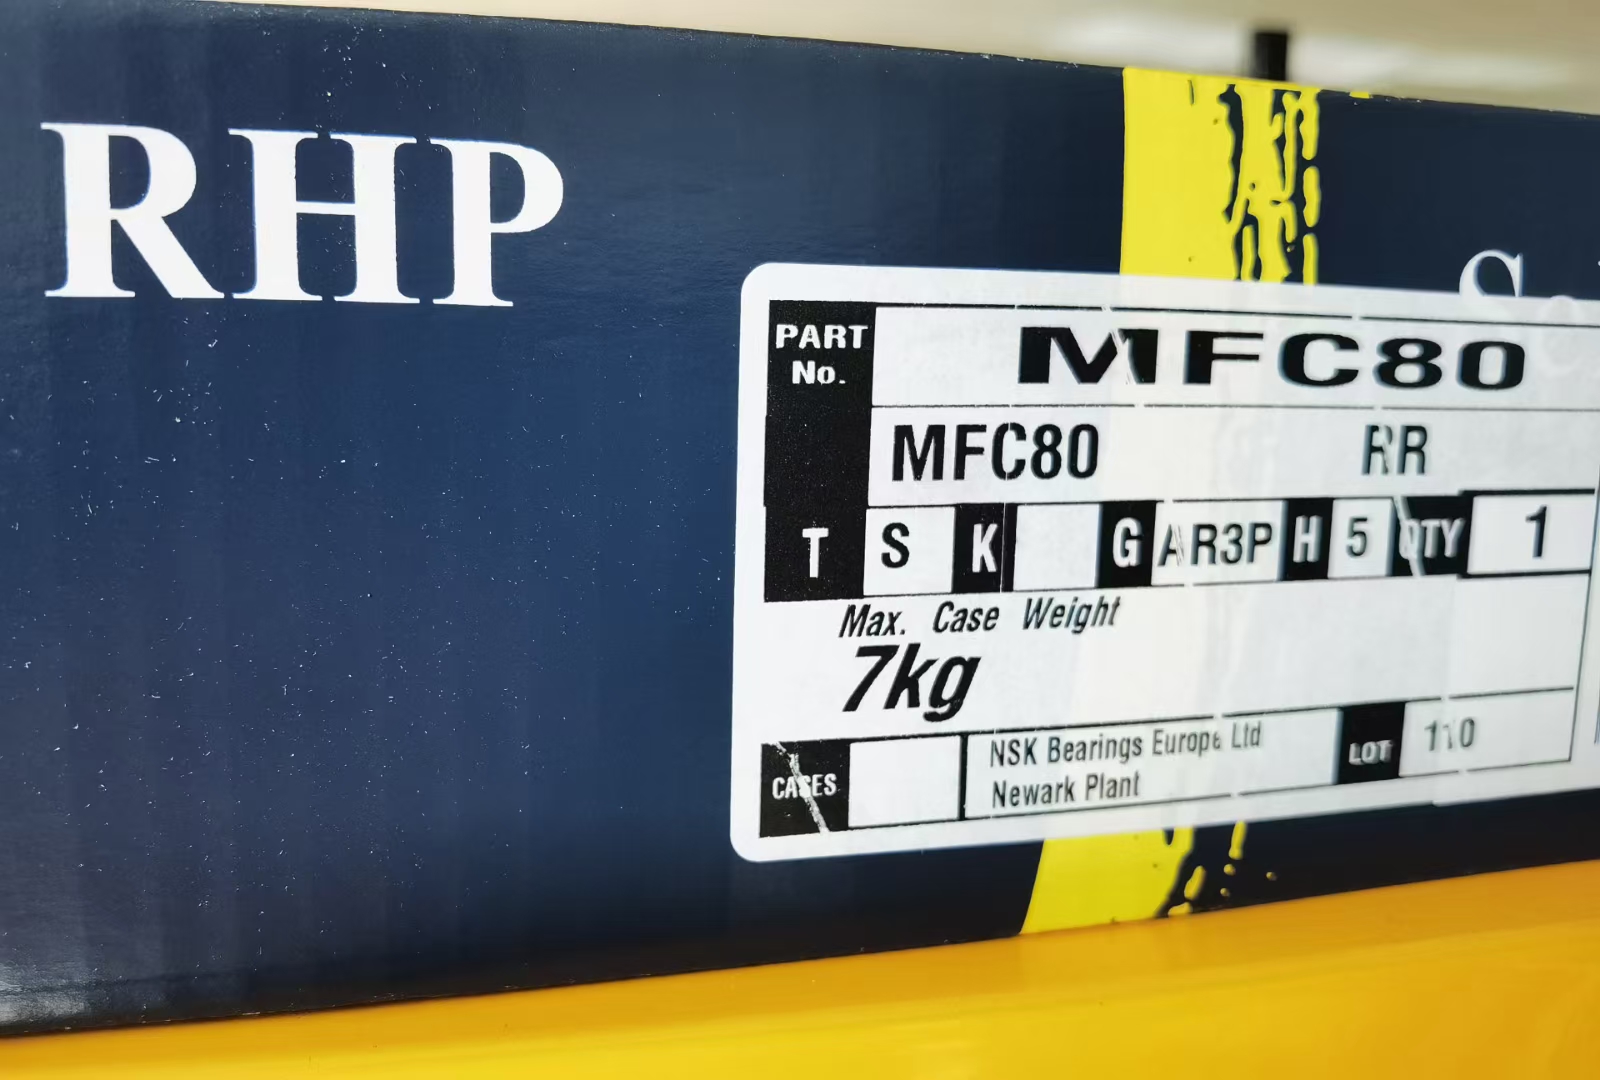 RHP
PART No. MFC80
MFC80 RR
T S K G AR3P H 5 QTY 1
Max. Case Weight
7kg
CASES NSK Bearings Europe Ltd LOT 110
Newark Plant